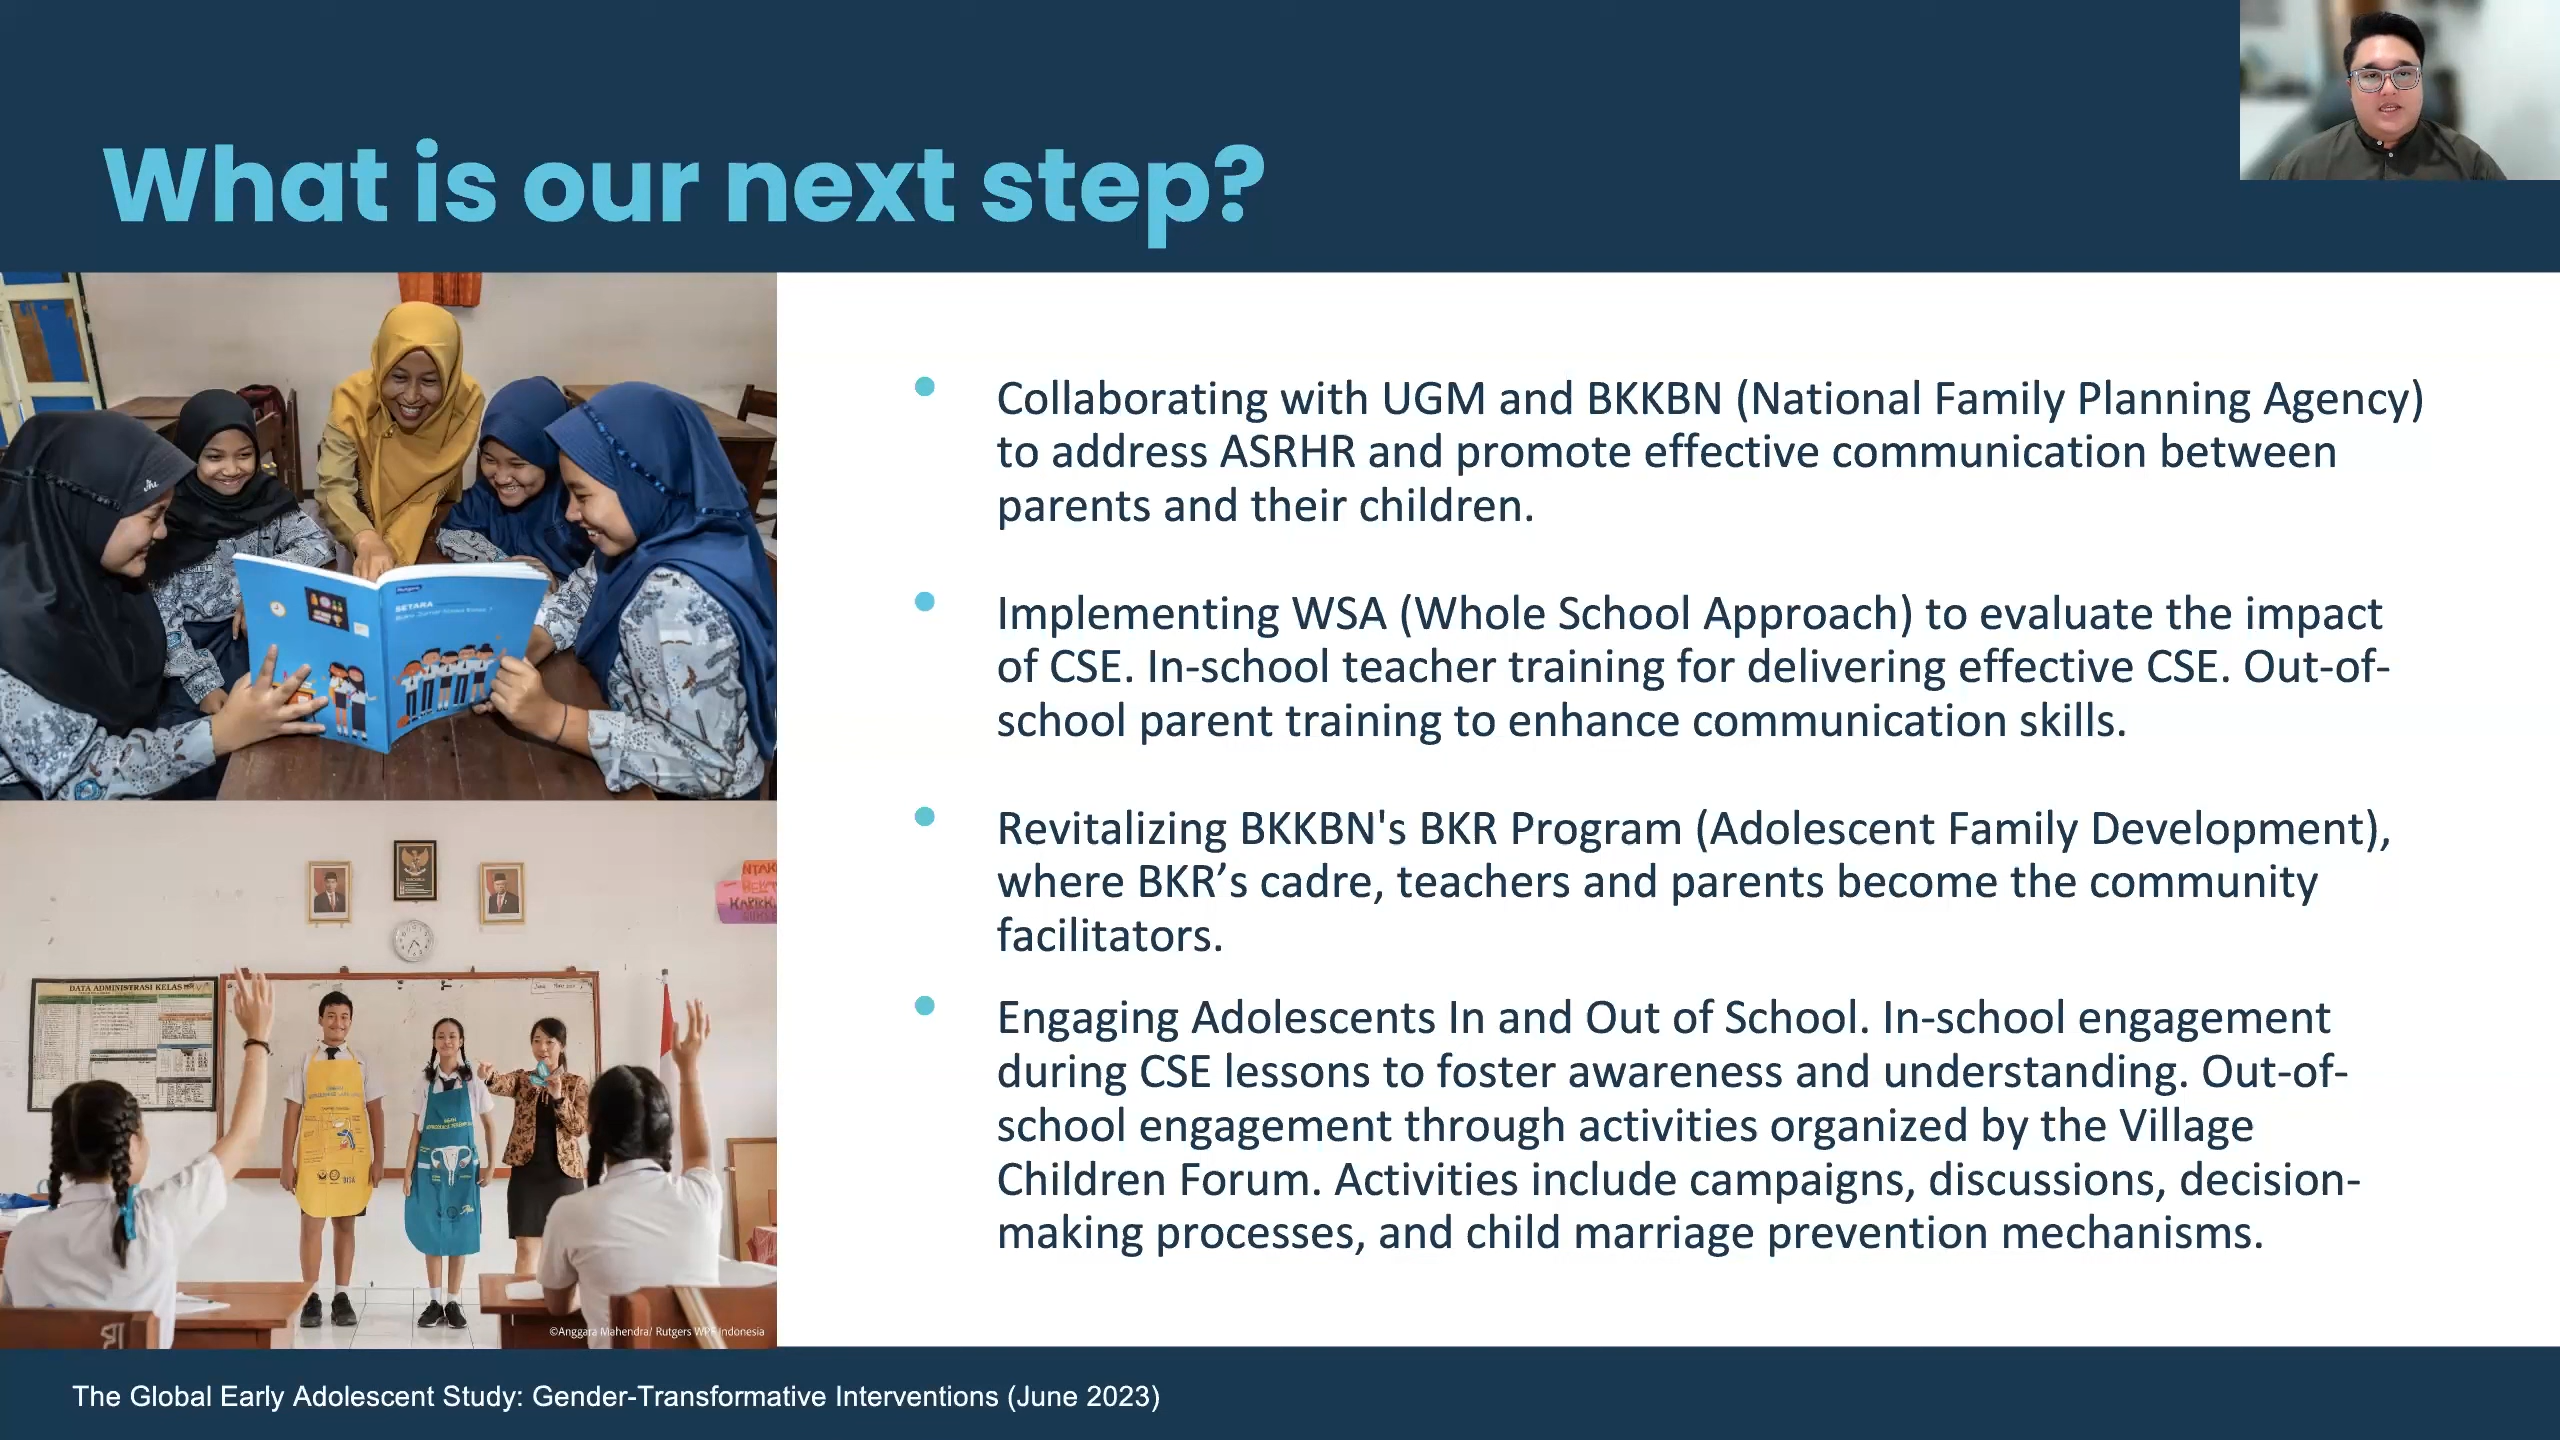 What is our next step?
• Collaborating with UGM and BKKBN (National Family Planning Agency)
to address ASRHR and promote effective communication between
parents and their children.
• Implementing WSA (Whole School Approach) to evaluate the impact
of CSE. In-school teacher training for delivering effective CSE. Out-of-
school parent training to enhance communication skills.
• Revitalizing BKKBN's BKR Program (Adolescent Family Development),
where BKR’s cadre, teachers and parents become the community
facilitators.
• Engaging Adolescents In and Out of School. In-school engagement
during CSE lessons to foster awareness and understanding. Out-of-
school engagement through activities organized by the Village
Children Forum. Activities include campaigns, discussions, decision-
making processes, and child marriage prevention mechanisms.
Rutgers
SETARA
DATA ADMINISTRASI KELAS
©Anggara Mahendra/ Rutgers WPF Indonesia
The Global Early Adolescent Study: Gender-Transformative Interventions (June 2023)